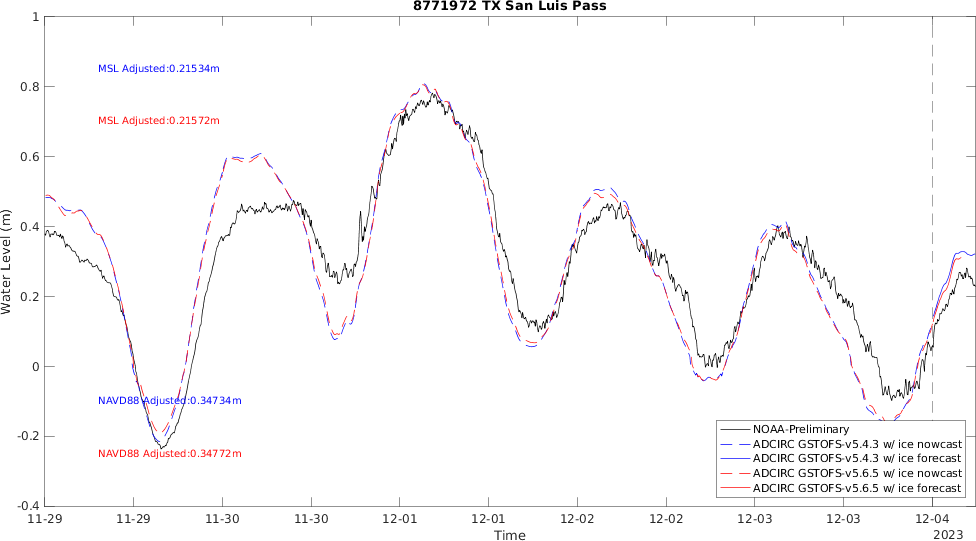 8771972 TX San Luis Pass
1
0.8
0.6
0.4
0.2
0
-0.2
-0.4
Water Level (m)
MSL Adjusted:0.21534m
MSL Adjusted:0.21572m
NAVD88 Adjusted:0.34734m
NAVD88 Adjusted:0.34772m
NOAA-Preliminary
ADCIRC GSTOFS-v5.4.3 w/ ice nowcast
ADCIRC GSTOFS-v5.4.3 w/ ice forecast
ADCIRC GSTOFS-v5.6.5 w/ ice nowcast
ADCIRC GSTOFS-v5.6.5 w/ ice forecast
11-29 11-29 11-30 11-30 12-01 12-01 12-02 12-02 12-03 12-03 12-04
2023
Time